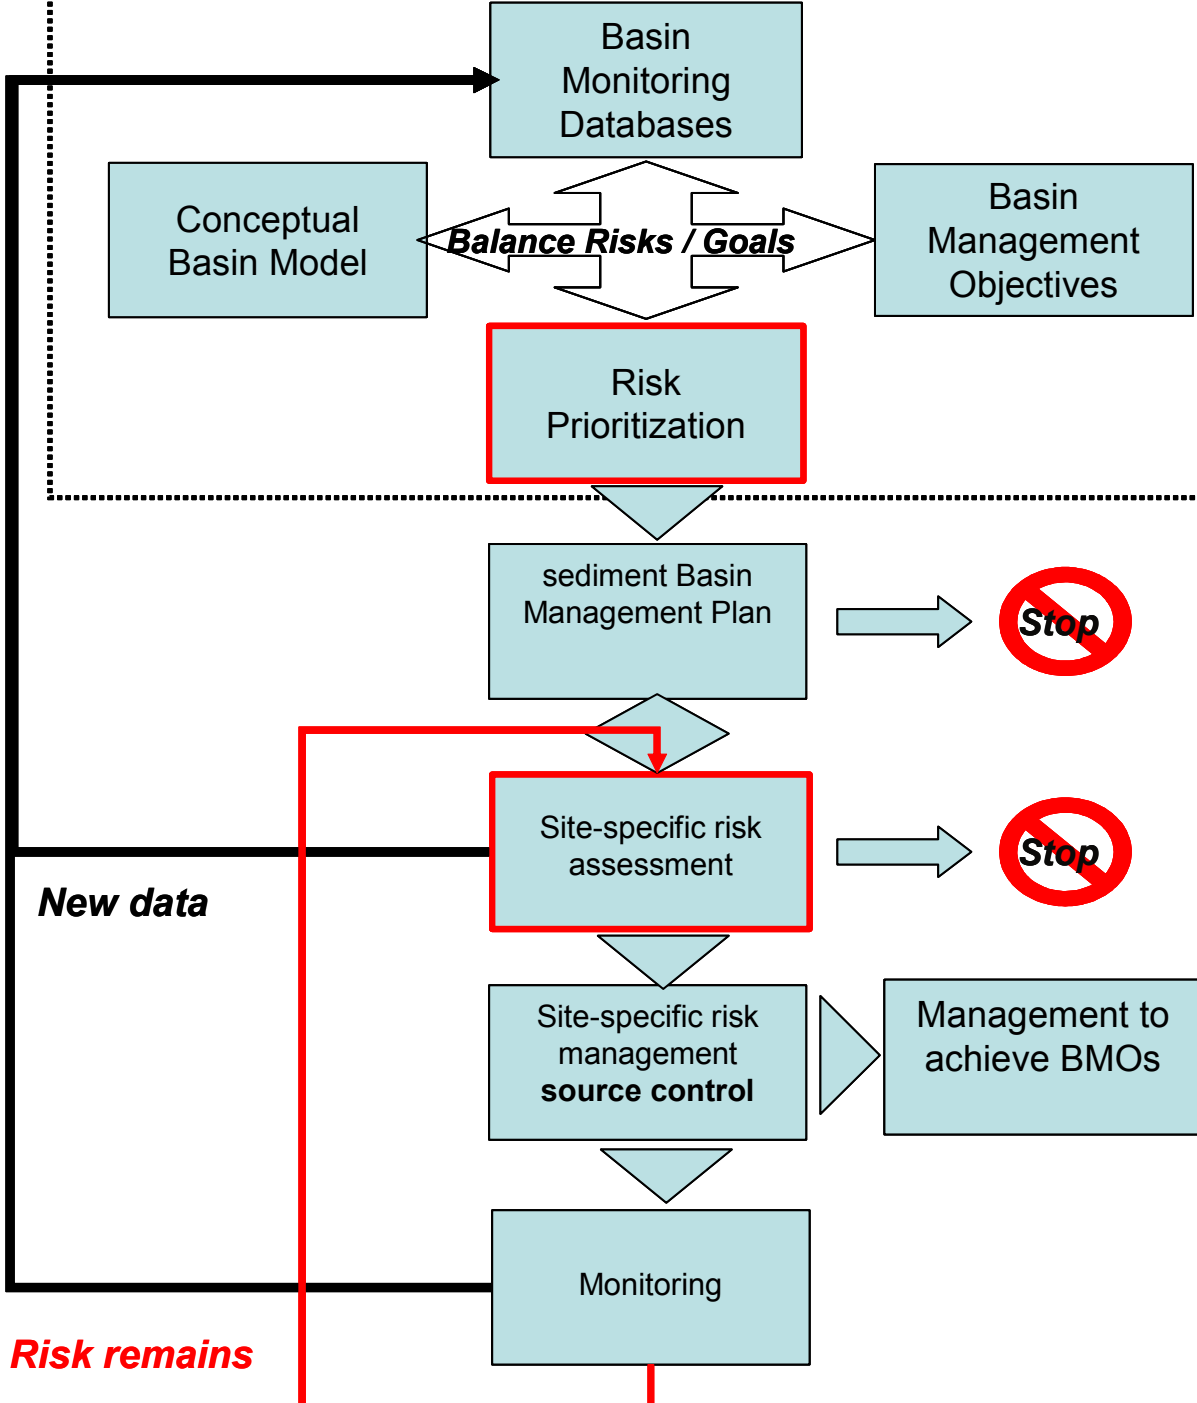 Basin
Monitoring
Databases
Conceptual
Basin Model
Balance Risks / Goals
Basin
Management
Objectives
Risk
Prioritization
sediment Basin
Management Plan
Stop
Site-specific risk
assessment
Stop
New data
Site-specific risk
management
source control
Management to
achieve BMOs
Monitoring
Risk remains